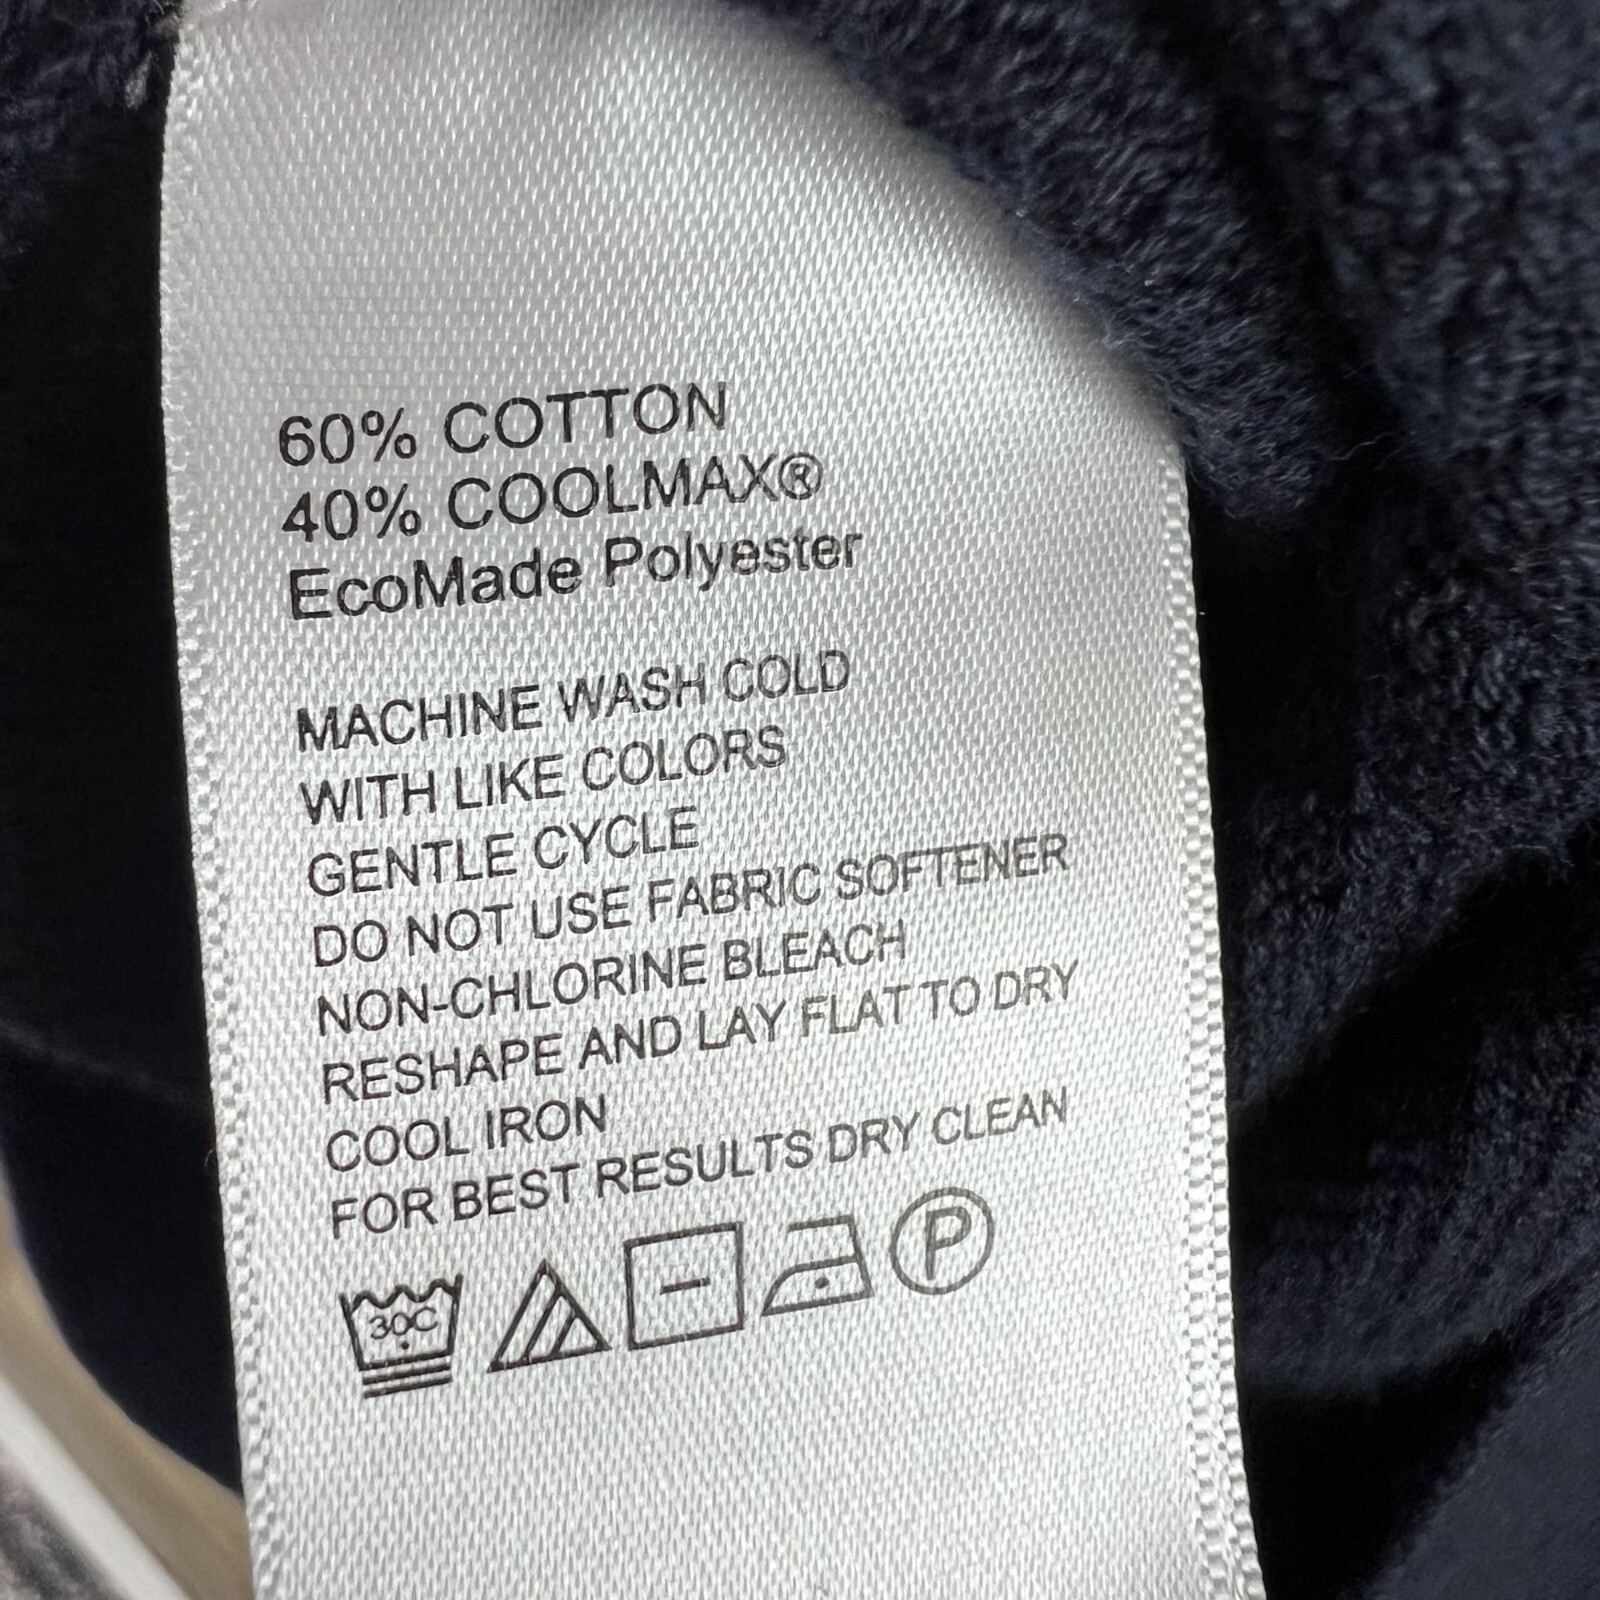 60% COTTON
40% COOLMAX®
EcoMade Polyester
MACHINE WASH COLD
WITH LIKE COLORS
GENTLE CYCLE
DO NOT USE FABRIC SOFTENER
NON-CHLORINE BLEACH
RESHAPE AND LAY FLAT TO DRY
COOL IRON
FOR BEST RESULTS DRY CLEAN
30C P